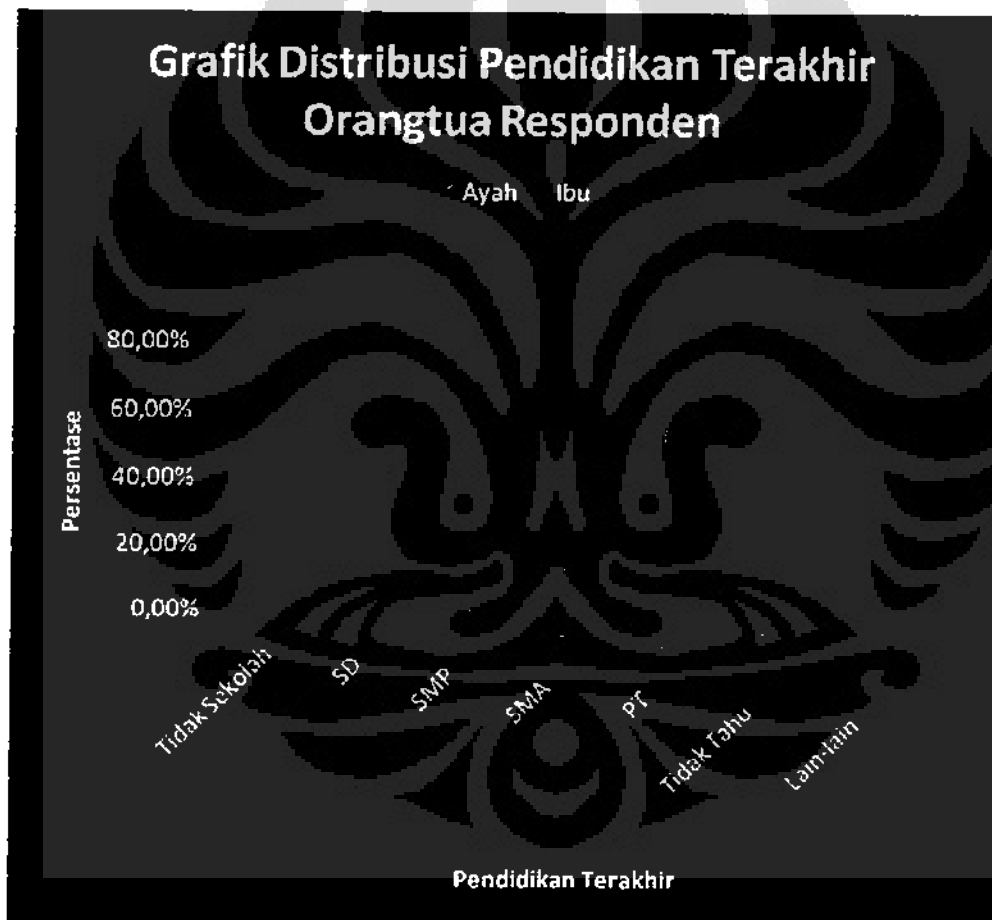 Grafik Distribusi Pendidikan Terakhir
Orangtua Responden
Ayah Ibu
Persentase
80,00%
60,00%
40,00%
20,00%
0,00%
Tidak Sekolah
SD
SMP
SMA
PT
Tidak Tahu
Lain-lain
Pendidikan Terakhir